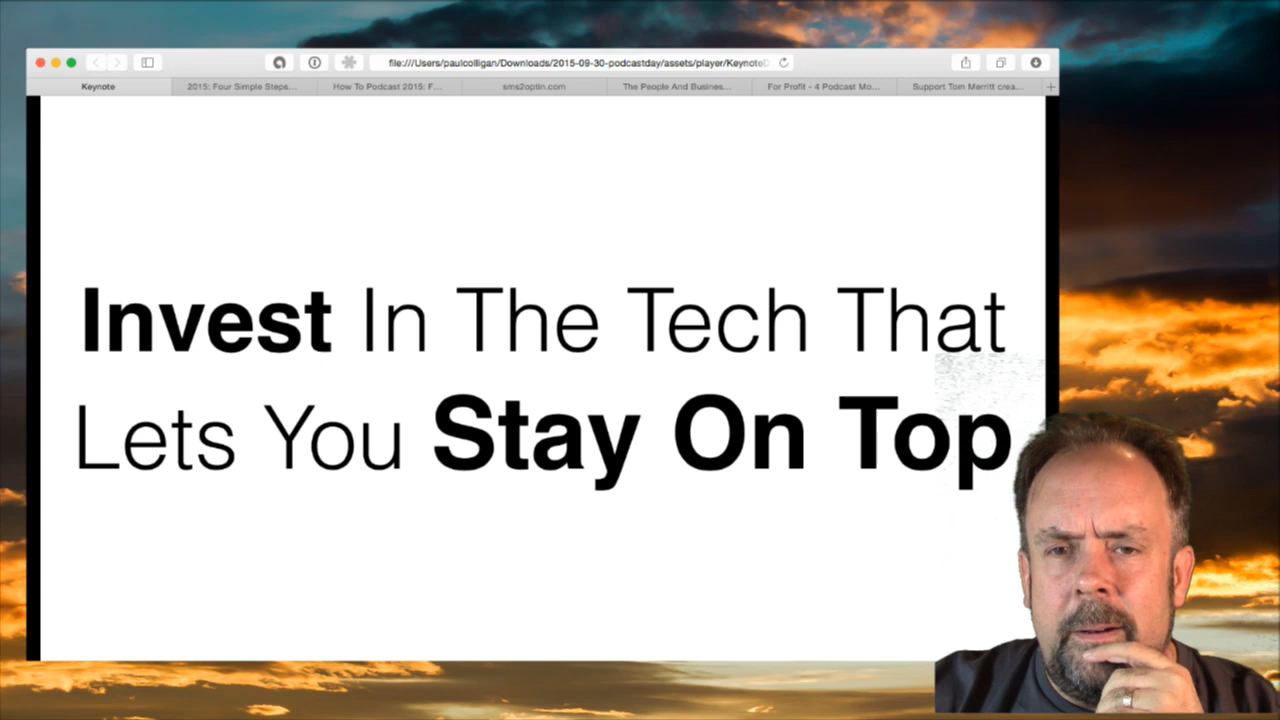 file:///Users/paulcolligan/Downloads/2015-09-30-podcastday/assets/player/Keynote
Keynote
2015: Four Simple Steps...
How To Podcast 2015: F...
sms2optin.com
The People And Busines...
For Profit - 4 Podcast Mo...
Support Tom Merritt crea...
Invest In The Tech That
Lets You Stay On Top